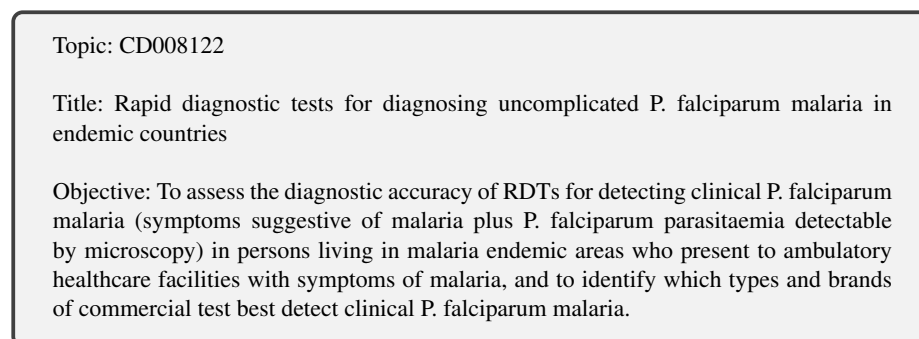 Topic: CD008122
Title: Rapid diagnostic tests for diagnosing uncomplicated P. falciparum malaria in
endemic countries
Objective: To assess the diagnostic accuracy of RDTs for detecting clinical P. falciparum
malaria (symptoms suggestive of malaria plus P. falciparum parasitaemia detectable
by microscopy) in persons living in malaria endemic areas who present to ambulatory
healthcare facilities with symptoms of malaria, and to identify which types and brands
of commercial test best detect clinical P. falciparum malaria.